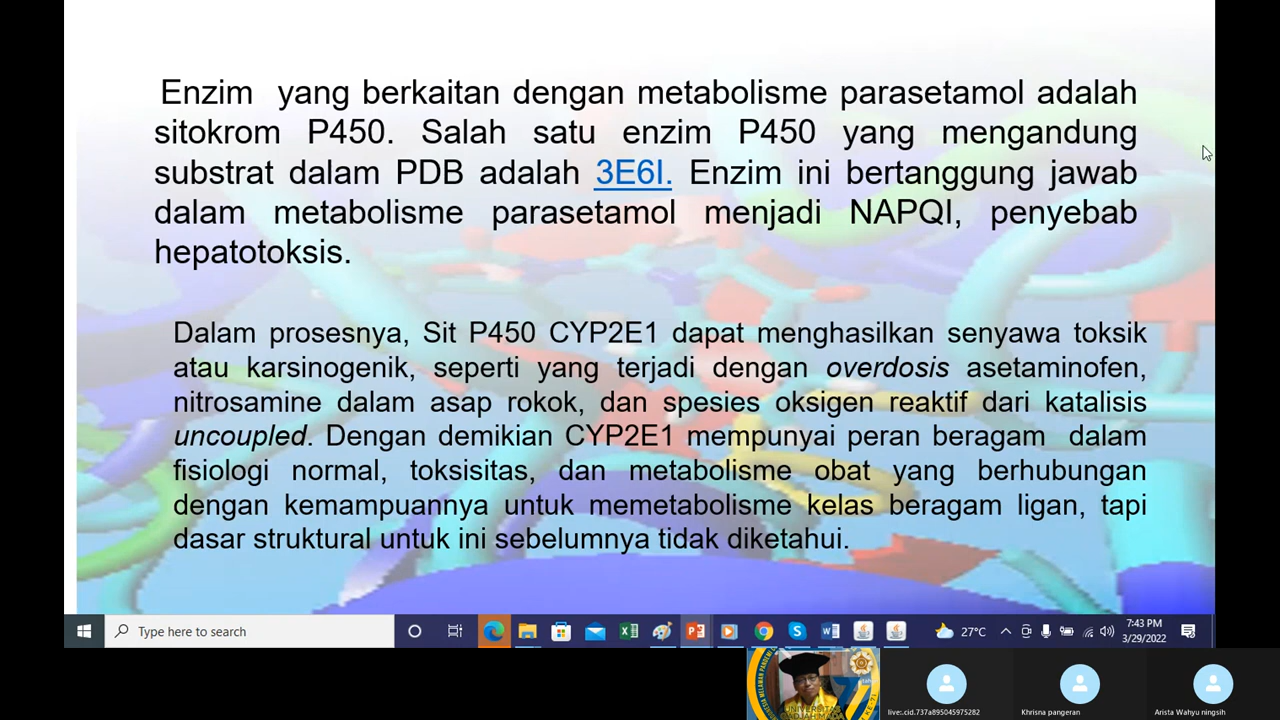 Enzim yang berkaitan dengan metabolisme parasetamol adalah
sitokrom P450. Salah satu enzim P450 yang mengandung
substrat dalam PDB adalah 3E6I. Enzim ini bertanggung jawab
dalam metabolisme parasetamol menjadi NAPQI, penyebab
hepatotoksis.
Dalam prosesnya, Sit P450 CYP2E1 dapat menghasilkan senyawa toksik
atau karsinogenik, seperti yang terjadi dengan overdosis asetaminofen,
nitrosamine dalam asap rokok, dan spesies oksigen reaktif dari katalisis
uncoupled. Dengan demikian CYP2E1 mempunyai peran beragam dalam
fisiologi normal, toksisitas, dan metabolisme obat yang berhubungan
dengan kemampuannya untuk memetabolisme kelas beragam ligan, tapi
dasar struktural untuk ini sebelumnya tidak diketahui.
Type here to search
27°C
7:43 PM
3/29/2022
live:.cid.737a895045975282
Khrisna pangeran
Arista Wahyu ningsih